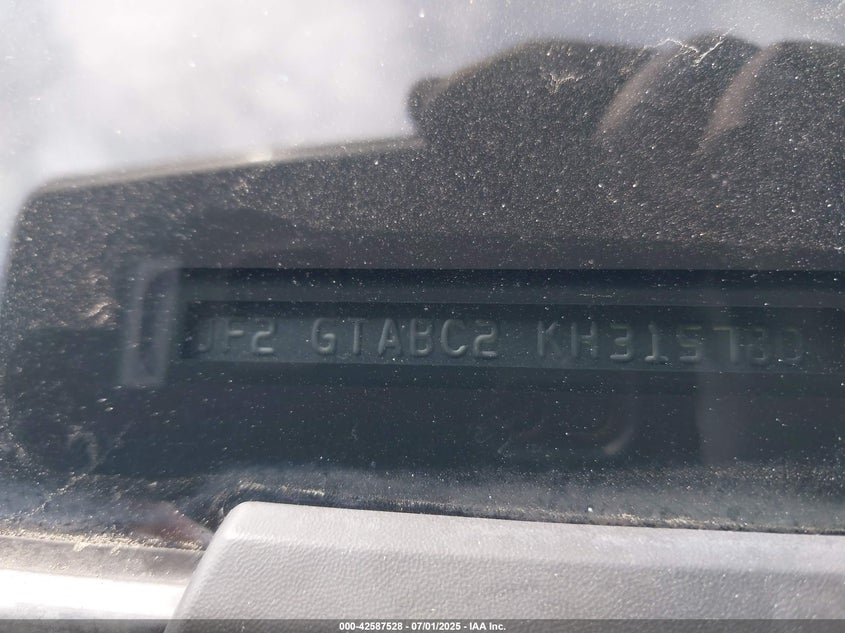 JF2 GTABC2 KH315780
000-42587528 | 07/01/2025 - IAA Inc.